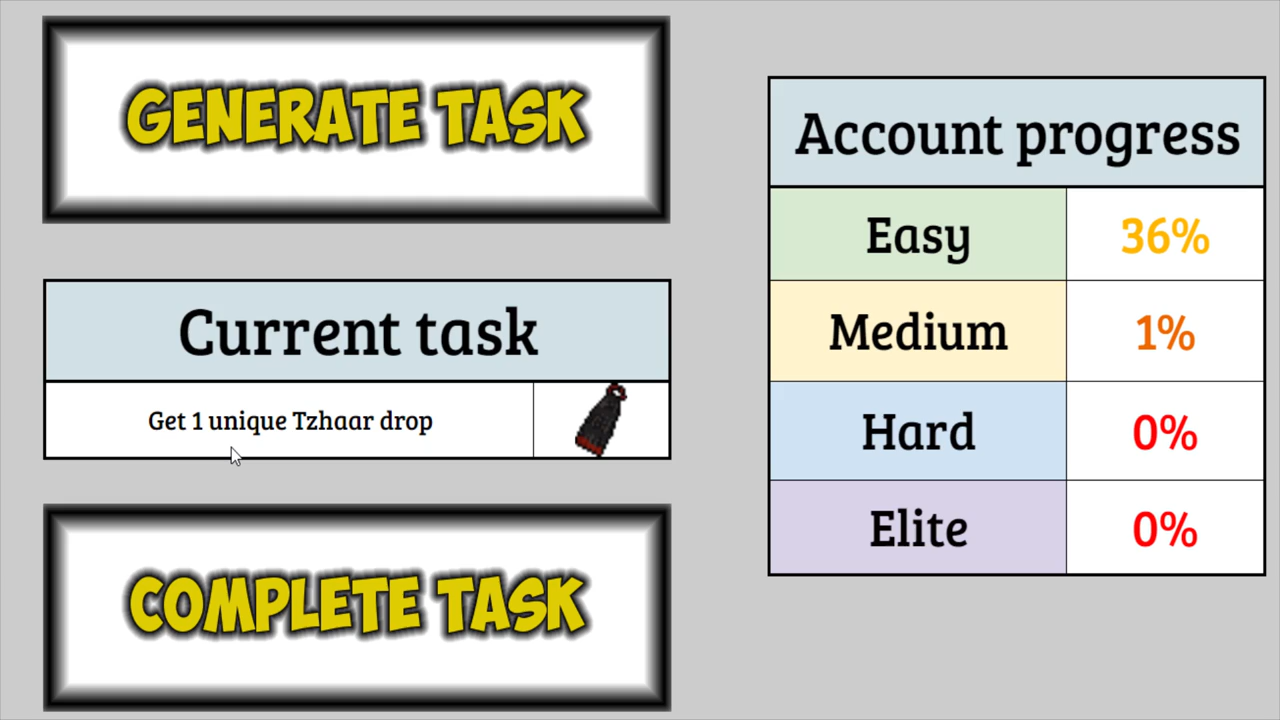 GENERATE TASK
Current task
Get 1 unique Tzhaar drop
COMPLETE TASK
Account progress
Easy 36%
Medium 1%
Hard 0%
Elite 0%